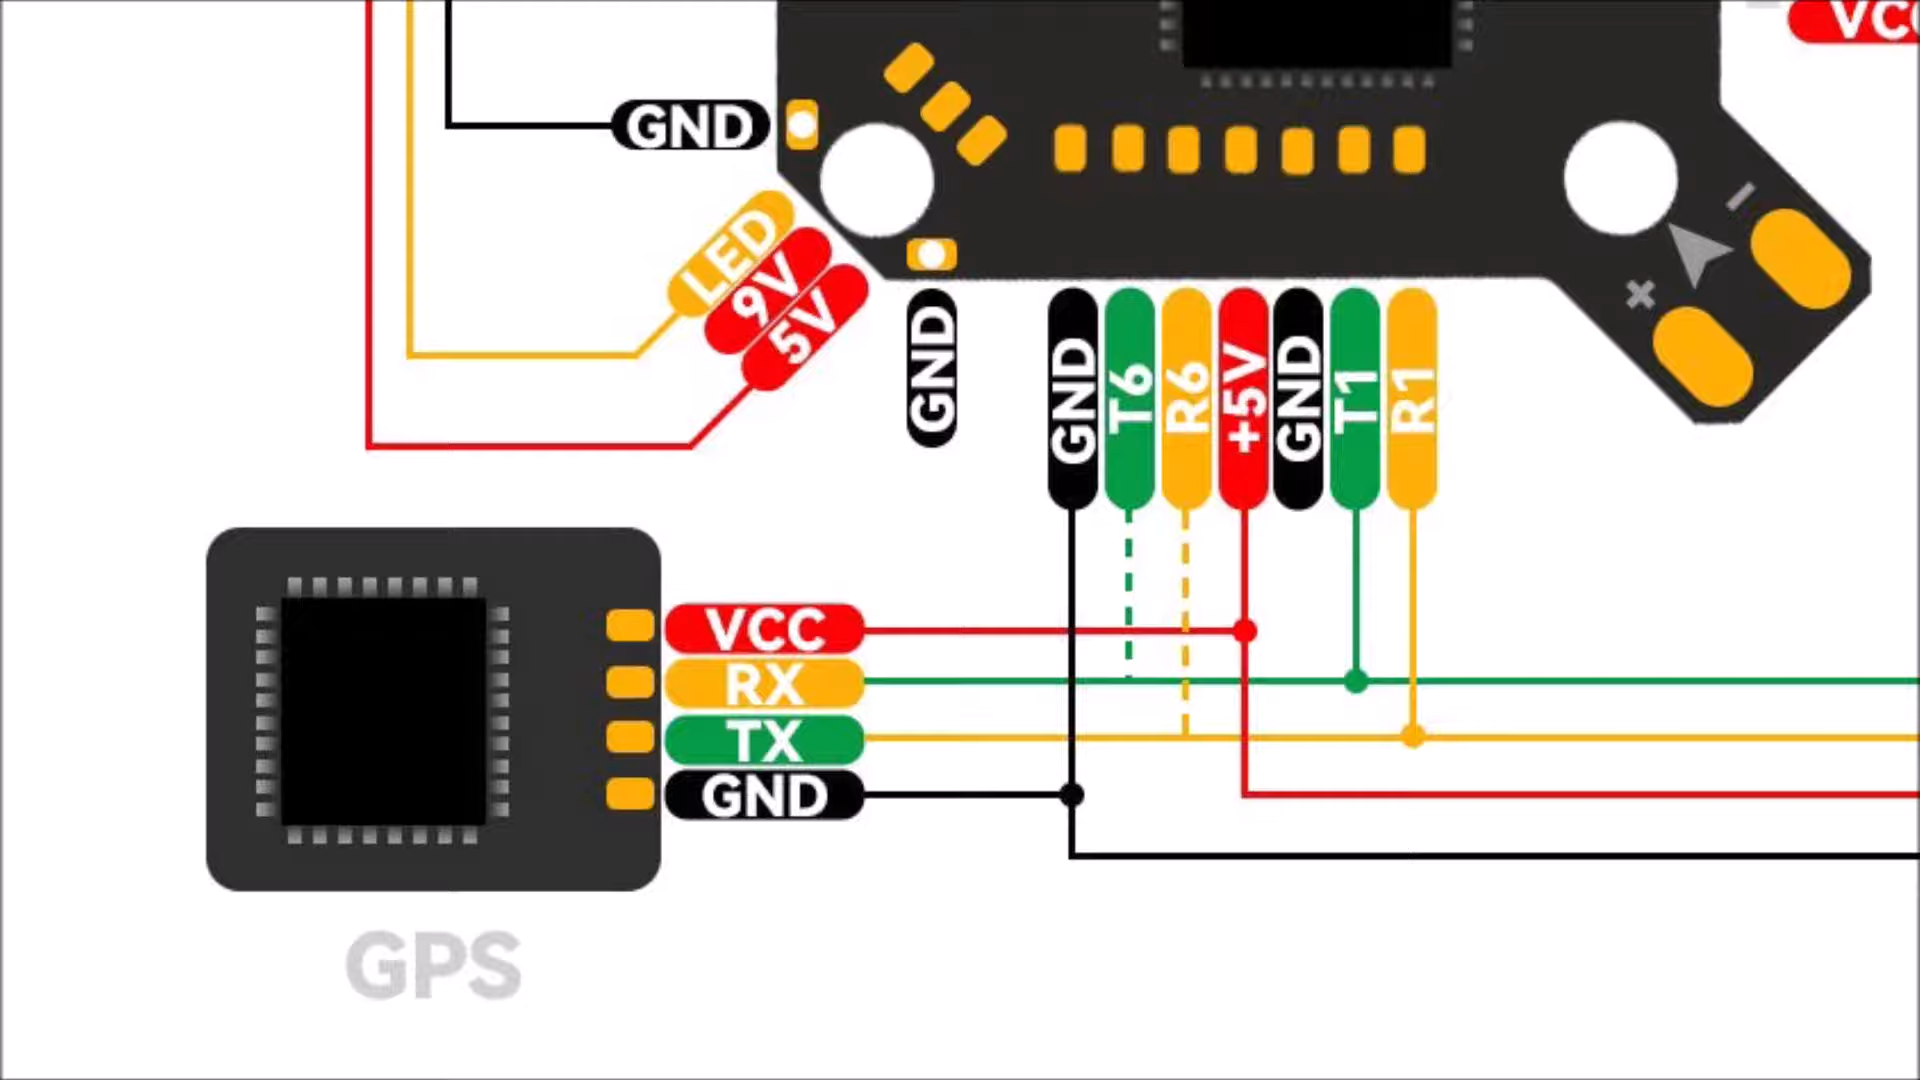 VC
GND
LED
9V
5V
GND
GND
T6
R6
+5V
GND
T1
R1
VCC
RX
TX
GND
GPS